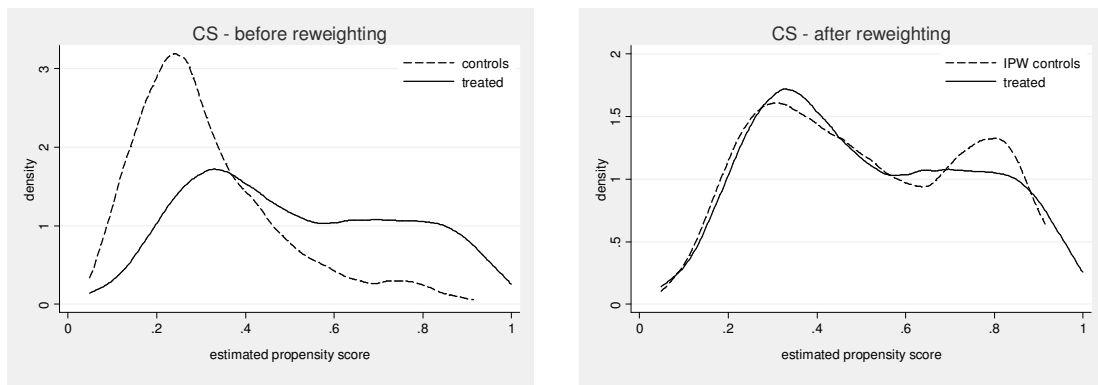 CS - before reweighting
controls
treated
density
0
1
2
3
0
.2
.4
.6
.8
1
estimated propensity score
CS - after reweighting
IPW controls
treated
density
0
.5
1
1.5
2
0
.2
.4
.6
.8
1
estimated propensity score